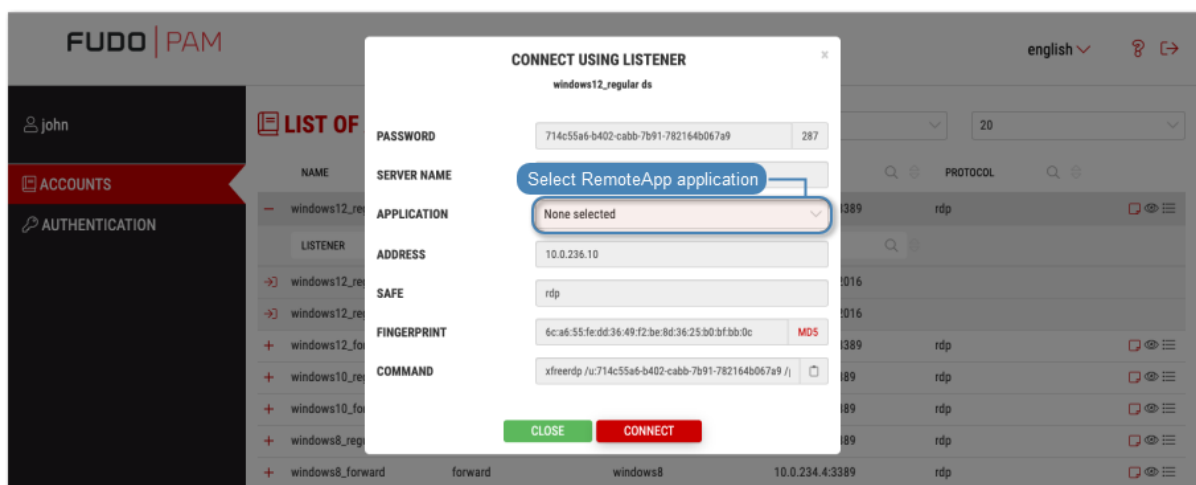 FUDO PAM
english
CONNECT USING LISTENER
windows12_regular ds
john
ACCOUNTS
AUTHENTICATION
LIST OF
20
PASSWORD
714c55a6-b402-cabb-7b91-782164b067a9
287
SERVER NAME
Select RemoteApp application
APPLICATION
None selected
ADDRESS
10.0.236.10
SAFE
rdp
FINGERPRINT
6c:a6:55:fe:dd:36:49:f2:be:8d:36:25:b0:bf:bb:0c
MD5
COMMAND
xfreerdp /u:714c55a6-b402-cabb-7b91-782164b067a9 /
CLOSE
CONNECT
NAME
PROTOCOL
windows12_reg
3389
rdp
LISTENER
windows12_re
2016
windows12_re
2016
windows12_fo
3389
rdp
windows10_re
389
rdp
windows10_fo
389
rdp
windows8_regu
389
rdp
windows8_forward
forward
windows8
10.0.234.4:3389
rdp